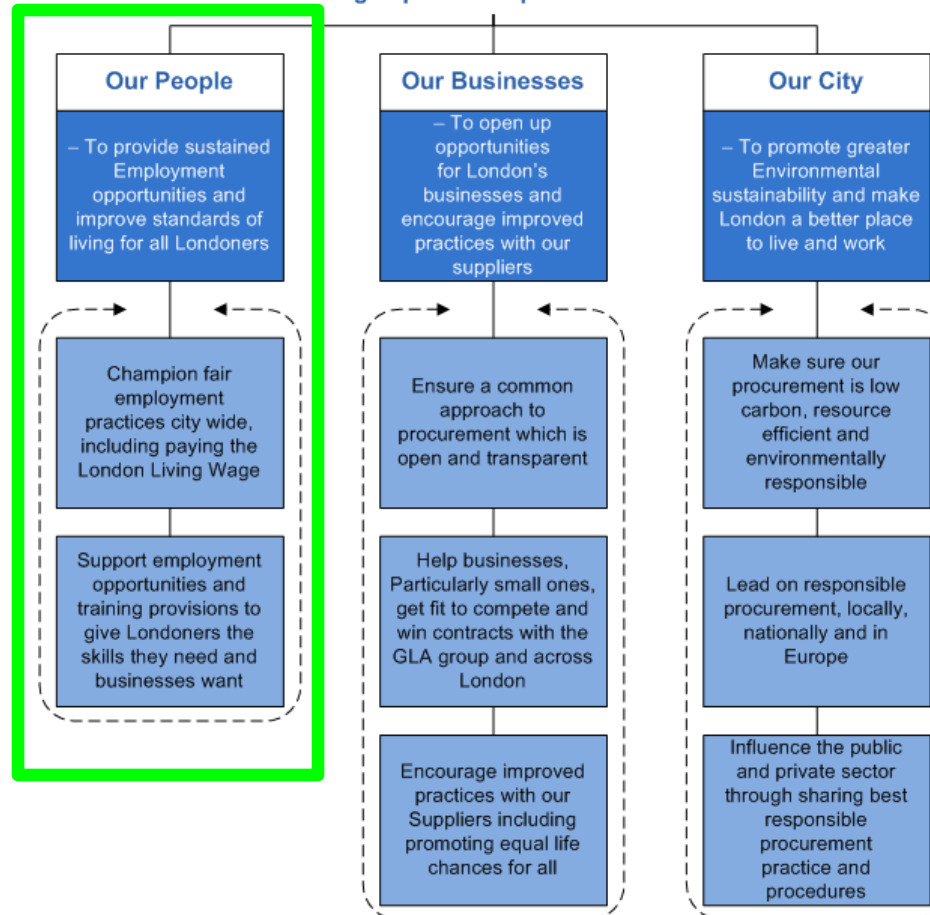 Our People
– To provide sustained
Employment
opportunities and
improve standards of
living for all Londoners
Champion fair
employment
practices city wide,
including paying the
London Living Wage
Support employment
opportunities and
training provisions to
give Londoners the
skills they need and
businesses want
Our Businesses
– To open up
opportunities
for London's
businesses and
encourage improved
practices with our
suppliers
Ensure a common
approach to
procurement which is
open and transparent
Help businesses,
Particularly small ones,
get fit to compete and
win contracts with the
GLA group and across
London
Encourage improved
practices with our
Suppliers including
promoting equal life
chances for all
Our City
– To promote greater
Environmental
sustainability and make
London a better place
to live and work
Make sure our
procurement is low
carbon, resource
efficient and
environmentally
responsible
Lead on responsible
procurement, locally,
nationally and in
Europe
Influence the public
and private sector
through sharing best
responsible
procurement
practice and
procedures